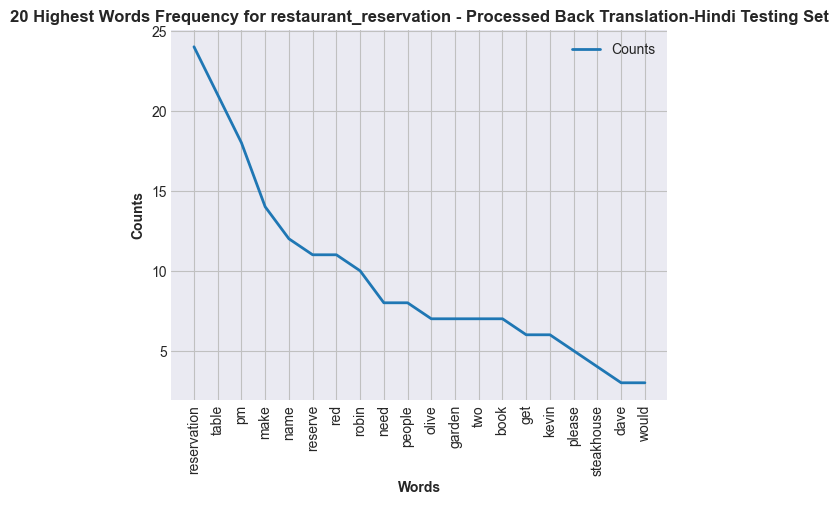 20 Highest Words Frequency for restaurant_reservation - Processed Back Translation-Hindi Testing Set
Counts
Counts
25
20
15
10
5
reservation
table
pm
make
name
reserve
red
robin
need
people
olive
garden
two
book
get
kevin
please
steakhouse
dave
would
Words